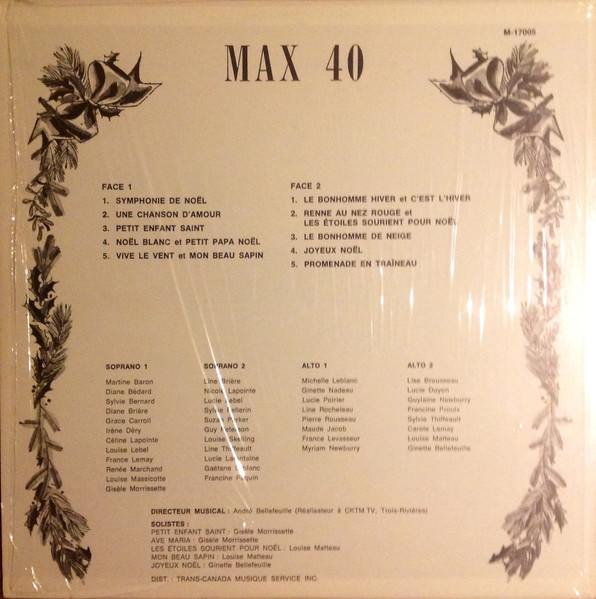 M-17005
MAX 40
FACE 1
1. SYMPHONIE DE NOËL
2. UNE CHANSON D'AMOUR
3. PETIT ENFANT SAINT
4. NOËL BLANC et PETIT PAPA NOËL
5. VIVE LE VENT et MON BEAU SAPIN
FACE 2
1. LE BONHOMME HIVER et C'EST L'HIVER
2. RENNE AU NEZ ROUGE et
LES ÉTOILES SOURIENT POUR NOËL
3. LE BONHOMME DE NEIGE
4. JOYEUX NOËL
5. PROMENADE EN TRAÎNEAU
SOPRANO 1
Martine Baron
Diane Bédard
Sylvie Bernard
Diane Brière
Grace Carroll
Irène Déry
Céline Lapointe
Louise Lebel
France Lemay
Renée Marchand
Louise Massicotte
Gisèle Morrissette
SOPRANO 2
Line Brière
Nicole Lapointe
Lucie Lebel
Sylvie
Suzan Parker
Guy Peterson
Louise Skelling
Line Thifeault
Lucie Lafontaine
Gaétane Leblanc
Francine Paquin
ALTO 1
Michelle Leblanc
Ginette Nadeau
Lucie Poirier
Line Rocheleau
Pierre Rousseau
Maude Jacob
France Levasseur
Myriam Newburry
ALTO 2
Lise Brousseau
Lucie Doyon
Guylaine Newburry
Francine Proulx
Sylvie Thifeault
Carole Lemay
Louise Matteau
Ginette Bellefeuille
DIRECTEUR MUSICAL : André Bellefeuille (Réalisateur à CKTM TV, Trois-Rivières)
SOLISTES :
PETIT ENFANT SAINT : Gisèle Morrissette
AVE MARIA : Gisèle Morrissette
LES ÉTOILES SOURIENT POUR NOËL : Louise Matteau
MON BEAU SAPIN : Louise Matteau
JOYEUX NOËL : Ginette Bellefeuille
DIST. : TRANS-CANADA MUSIQUE SERVICE INC.